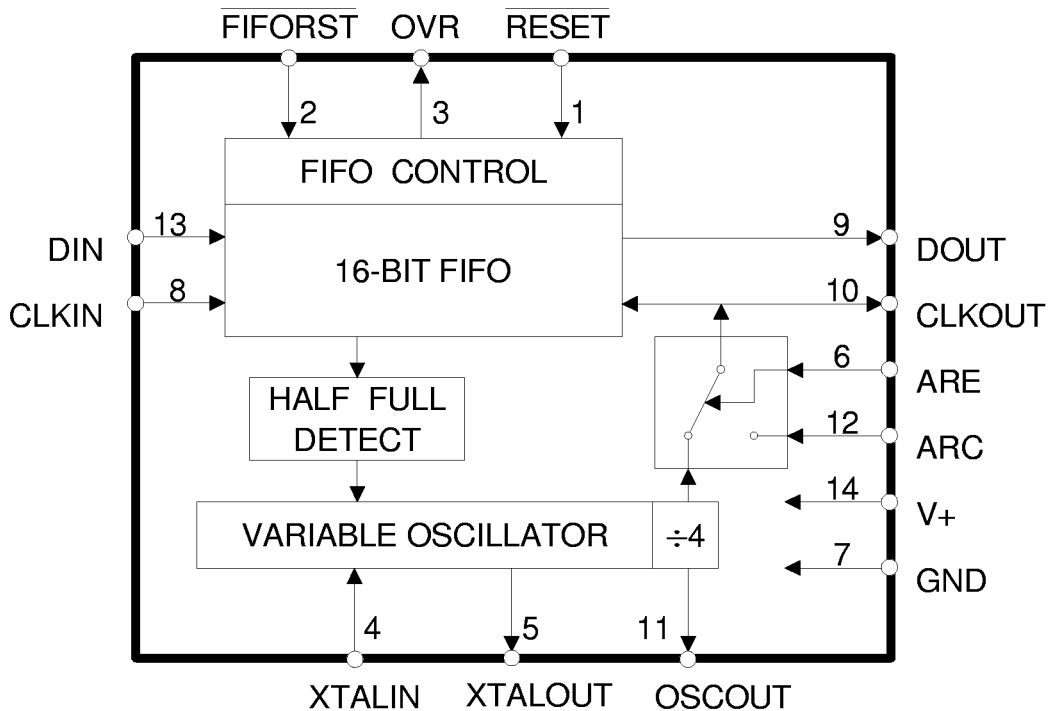 FIFORST OVR RESET
2 3 1
FIFO CONTROL
13 9
DIN DOUT
16-BIT FIFO
8 10
CLKIN CLKOUT
6
ARE
HALF FULL
DETECT
12
ARC
14
V+
VARIABLE OSCILLATOR ÷4
7
GND
4 5 11
XTALIN XTALOUT OSCOUT